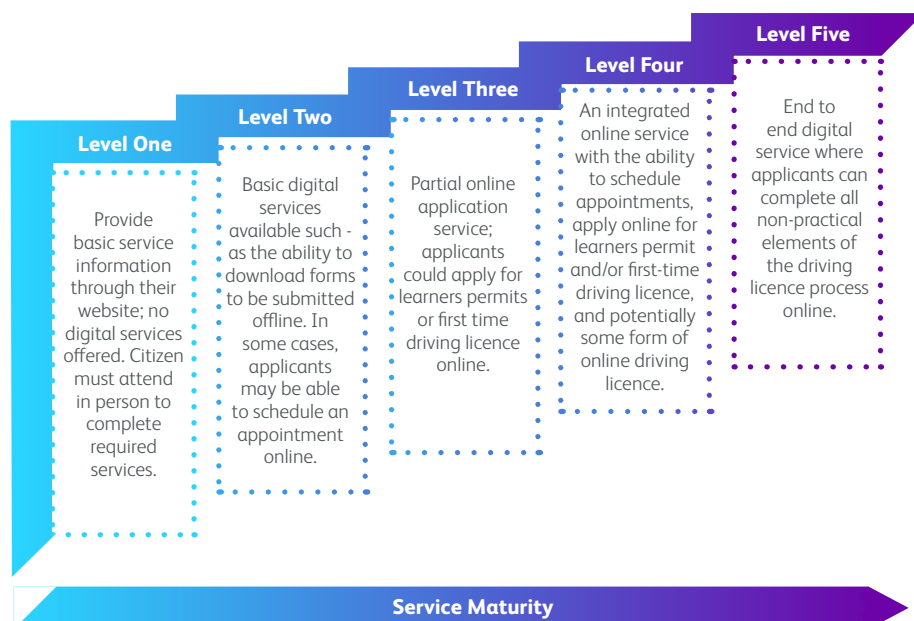 Level One
Provide
basic service
information
through their
website; no
digital services
offered. Citizen
must attend
in person to
complete
required
services.
Level Two
Basic digital
services
available such -
as the ability to
download forms
to be submitted
offline. In
some cases,
applicants
may be able
to schedule an
appointment
online.
Level Three
Partial online
application
service;
applicants
could apply for
learners permits
or first time
driving licence
online.
Level Four
An integrated
online service
with the ability
to schedule
appointments,
apply online for
learners permit
and/or first-time
driving licence,
and potentially
some form of
online driving
licence.
Level Five
End to
end digital
service where
applicants can
complete all
non-practical
elements of
the driving
licence process
online.
Service Maturity